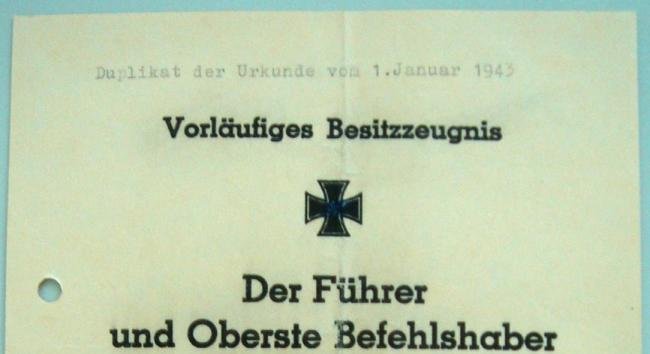 Duplikat der Urkunde vom 1.Januar 1943
Vorläufiges Besitzzeugnis
Der Führer
und Oberste Befehlshaber